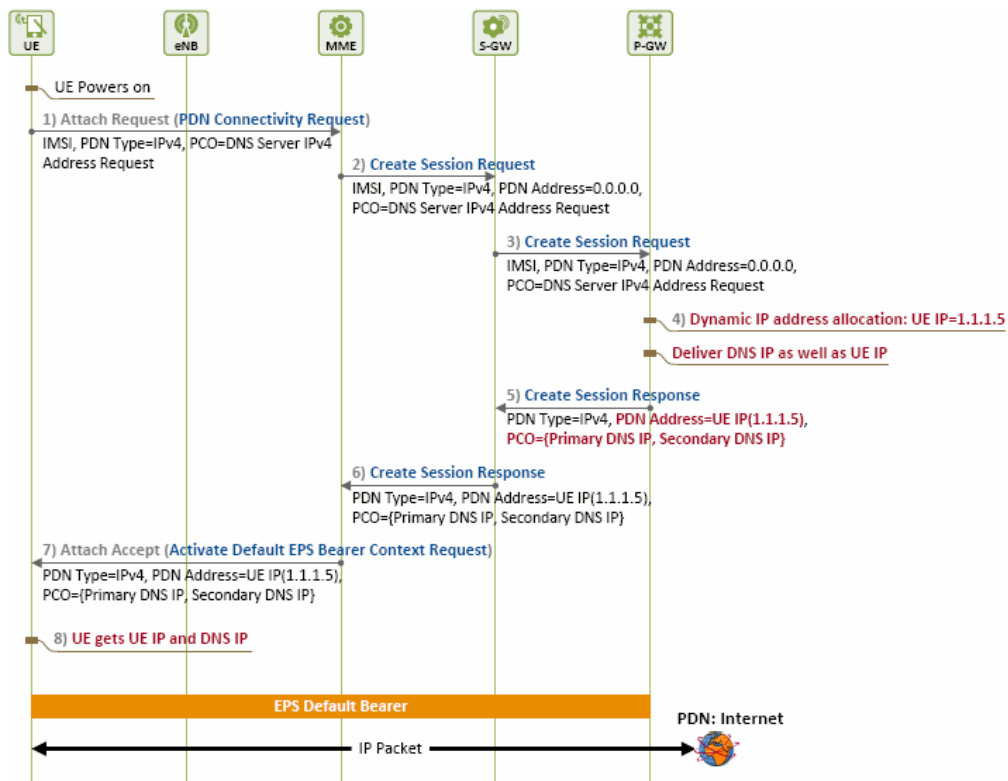 UE
eNB
MME
S-GW
P-GW
UE Powers on
1) Attach Request (PDN Connectivity Request)
IMSI, PDN Type=IPv4, PCO=DNS Server IPv4
Address Request
2) Create Session Request
IMSI, PDN Type=IPv4, PDN Address=0.0.0.0,
PCO=DNS Server IPv4 Address Request
3) Create Session Request
IMSI, PDN Type=IPv4, PDN Address=0.0.0.0,
PCO=DNS Server IPv4 Address Request
4) Dynamic IP address allocation: UE IP=1.1.1.5
Deliver DNS IP as well as UE IP
5) Create Session Response
PDN Type=IPv4, PDN Address=UE IP(1.1.1.5),
PCO={Primary DNS IP, Secondary DNS IP}
6) Create Session Response
PDN Type=IPv4, PDN Address=UE IP(1.1.1.5),
PCO={Primary DNS IP, Secondary DNS IP}
7) Attach Accept (Activate Default EPS Bearer Context Request)
PDN Type=IPv4, PDN Address=UE IP(1.1.1.5),
PCO={Primary DNS IP, Secondary DNS IP}
8) UE gets UE IP and DNS IP
EPS Default Bearer
PDN: Internet
IP Packet